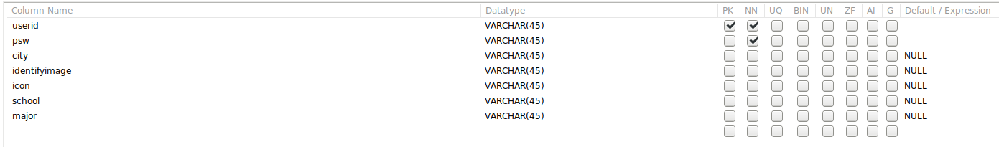 Column Name Datatype PK NN UQ BIN UN ZF AI G Default / Expression
userid VARCHAR(45)
psw VARCHAR(45)
city VARCHAR(45) NULL
identifyimage VARCHAR(45) NULL
icon VARCHAR(45) NULL
school VARCHAR(45) NULL
major VARCHAR(45) NULL